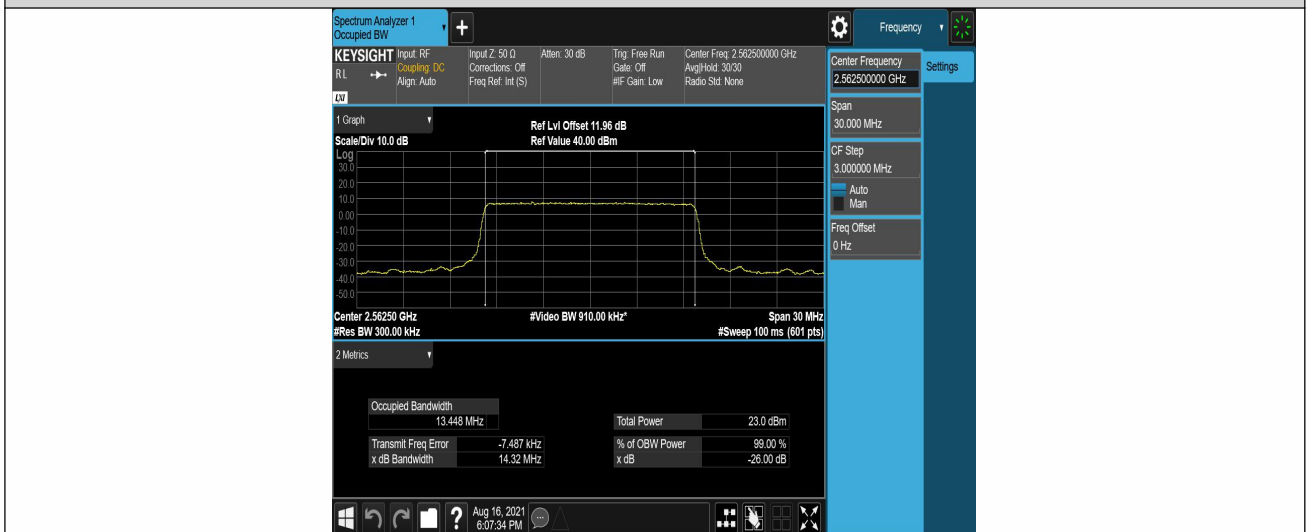 Spectrum Analyzer 1
Occupied BW
+
Frequency
KEYSIGHT
RL
LXI
Input: RF
Coupling: DC
Align: Auto
Input Z: 50 Ω
Corrections: Off
Freq Ref: Int (S)
Atten: 30 dB
Trig: Free Run
Gate: Off
#IF Gain: Low
Center Freq: 2.562500000 GHz
Avg|Hold: 30/30
Radio Std: None
Center Frequency
2.562500000 GHz
Settings
Span
30.000 MHz
CF Step
3.000000 MHz
Auto
Man
Freq Offset
0 Hz
1 Graph
Scale/Div 10.0 dB
Ref Lvl Offset 11.96 dB
Ref Value 40.00 dBm
Log
30.0
20.0
10.0
0.00
-10.0
-20.0
-30.0
-40.0
-50.0
Center 2.56250 GHz
#Res BW 300.00 kHz
#Video BW 910.00 kHz*
Span 30 MHz
#Sweep 100 ms (601 pts)
2 Metrics
Occupied Bandwidth
13.448 MHz
Transmit Freq Error -7.487 kHz
x dB Bandwidth 14.32 MHz
Total Power 23.0 dBm
% of OBW Power 99.00 %
x dB -26.00 dB
?
Aug 16, 2021
6:07:34 PM